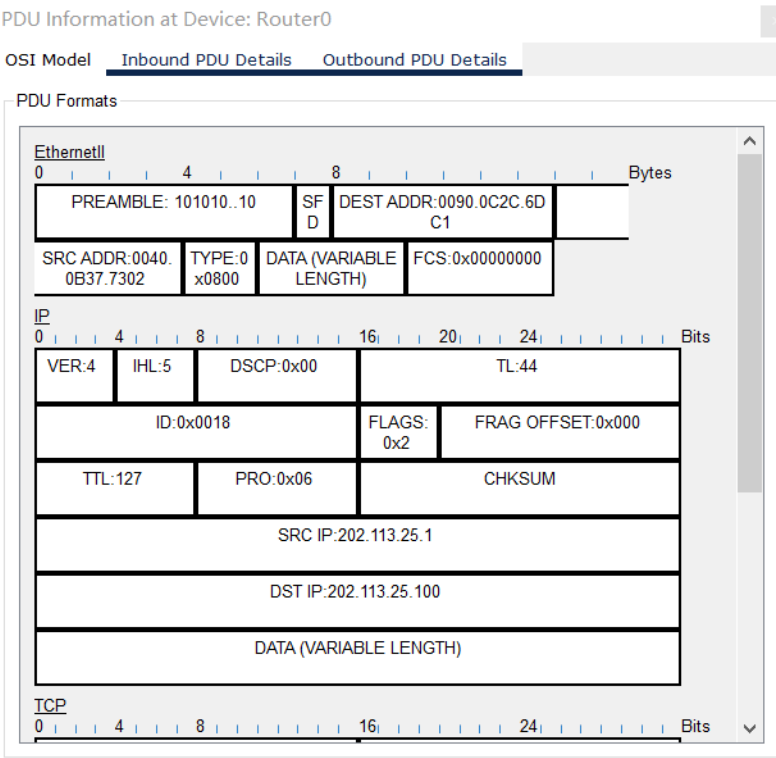 PDU Information at Device: Router0
OSI Model Inbound PDU Details Outbound PDU Details
PDU Formats
EthernetII
0 4 8 Bytes
PREAMBLE: 101010..10 SF DEST ADDR:0090.0C2C.6D
D C1
SRC ADDR:0040. TYPE:0 DATA (VARIABLE FCS:0x00000000
0B37.7302 x0800 LENGTH)
IP
0 4 8 16 20 24 Bits
VER:4 IHL:5 DSCP:0x00 TL:44
ID:0x0018 FLAGS: FRAG OFFSET:0x000
0x2
TTL:127 PRO:0x06 CHKSUM
SRC IP:202.113.25.1
DST IP:202.113.25.100
DATA (VARIABLE LENGTH)
TCP
0 4 8 16 24 Bits